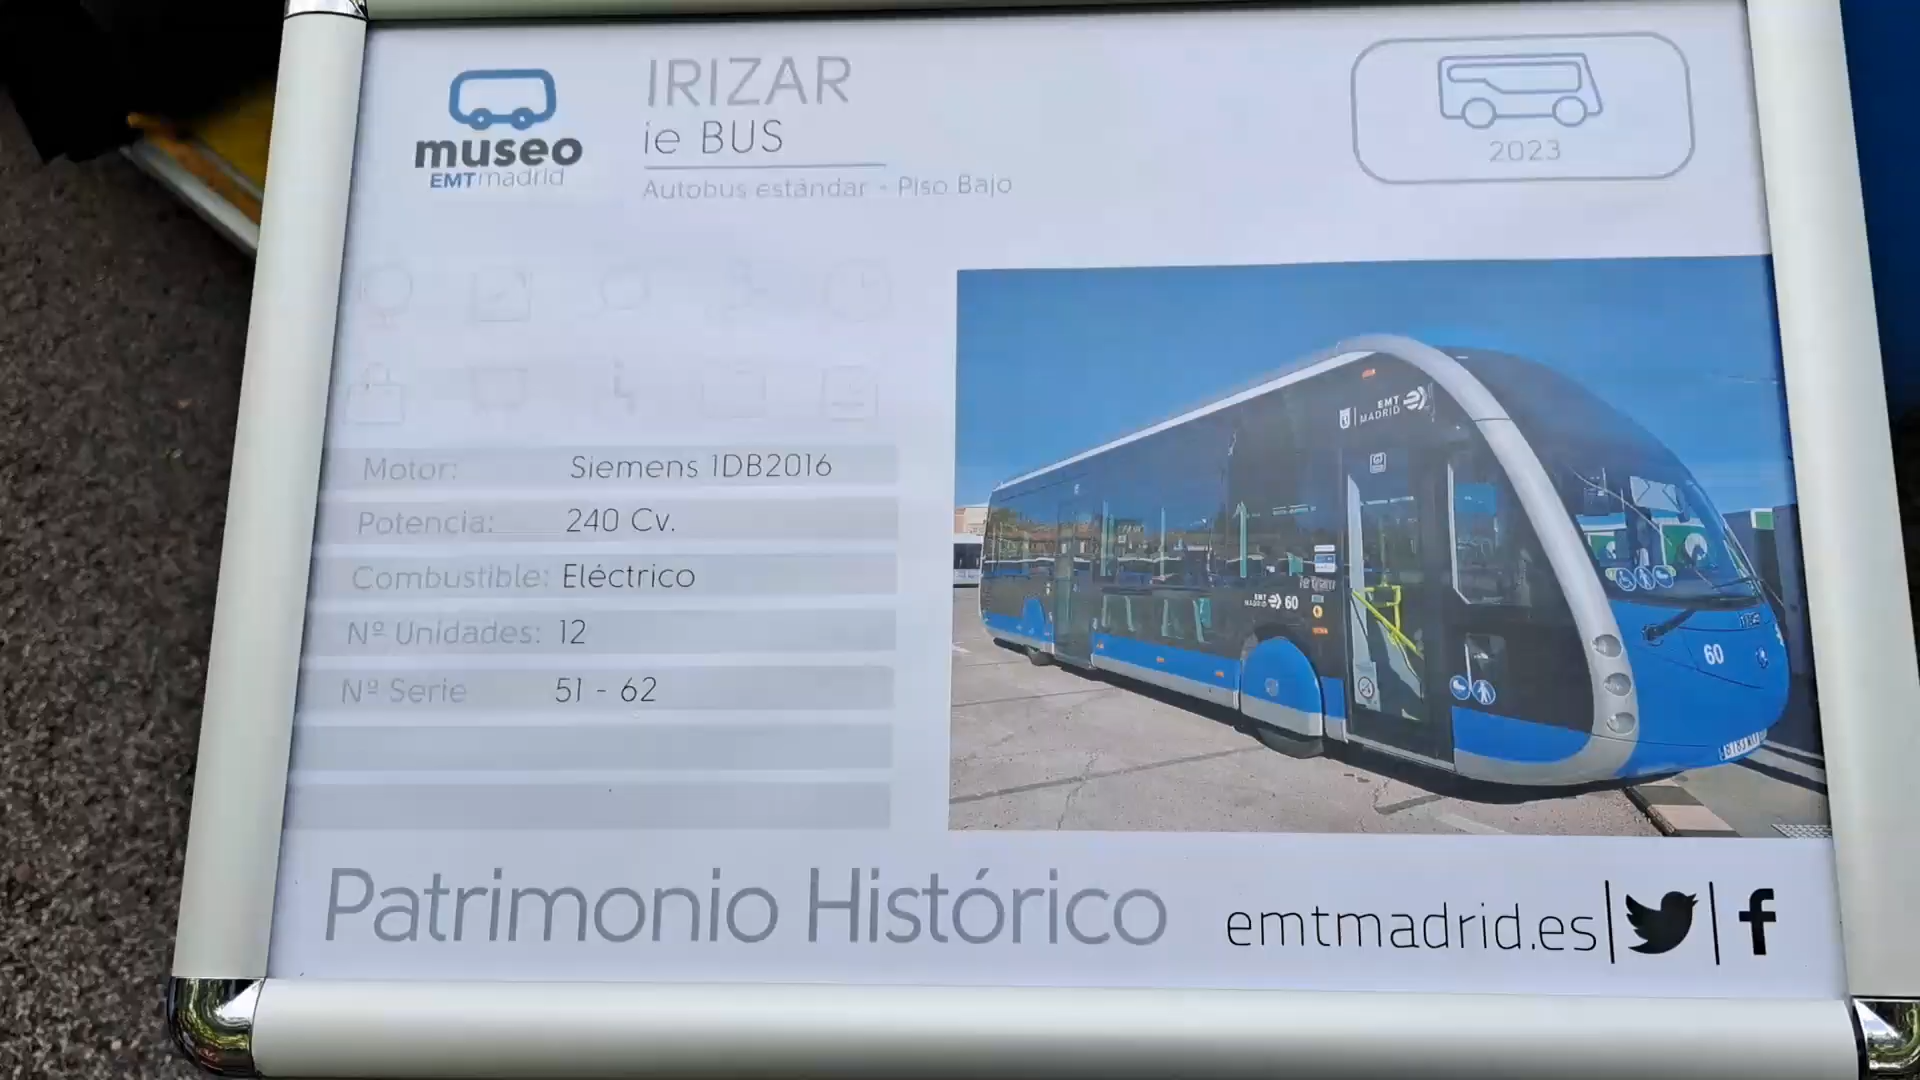 museo
EMTmadrid
IRIZAR
ie BUS
Autobus estándar - Piso Bajo
2023
Motor: Siemens 1DB2016
Potencia: 240 Cv.
Combustible: Eléctrico
Nº Unidades: 12
Nº Serie 51 - 62
EMT
MADRID
EMT
MADRID
60
60
Patrimonio Histórico
emtmadrid.es